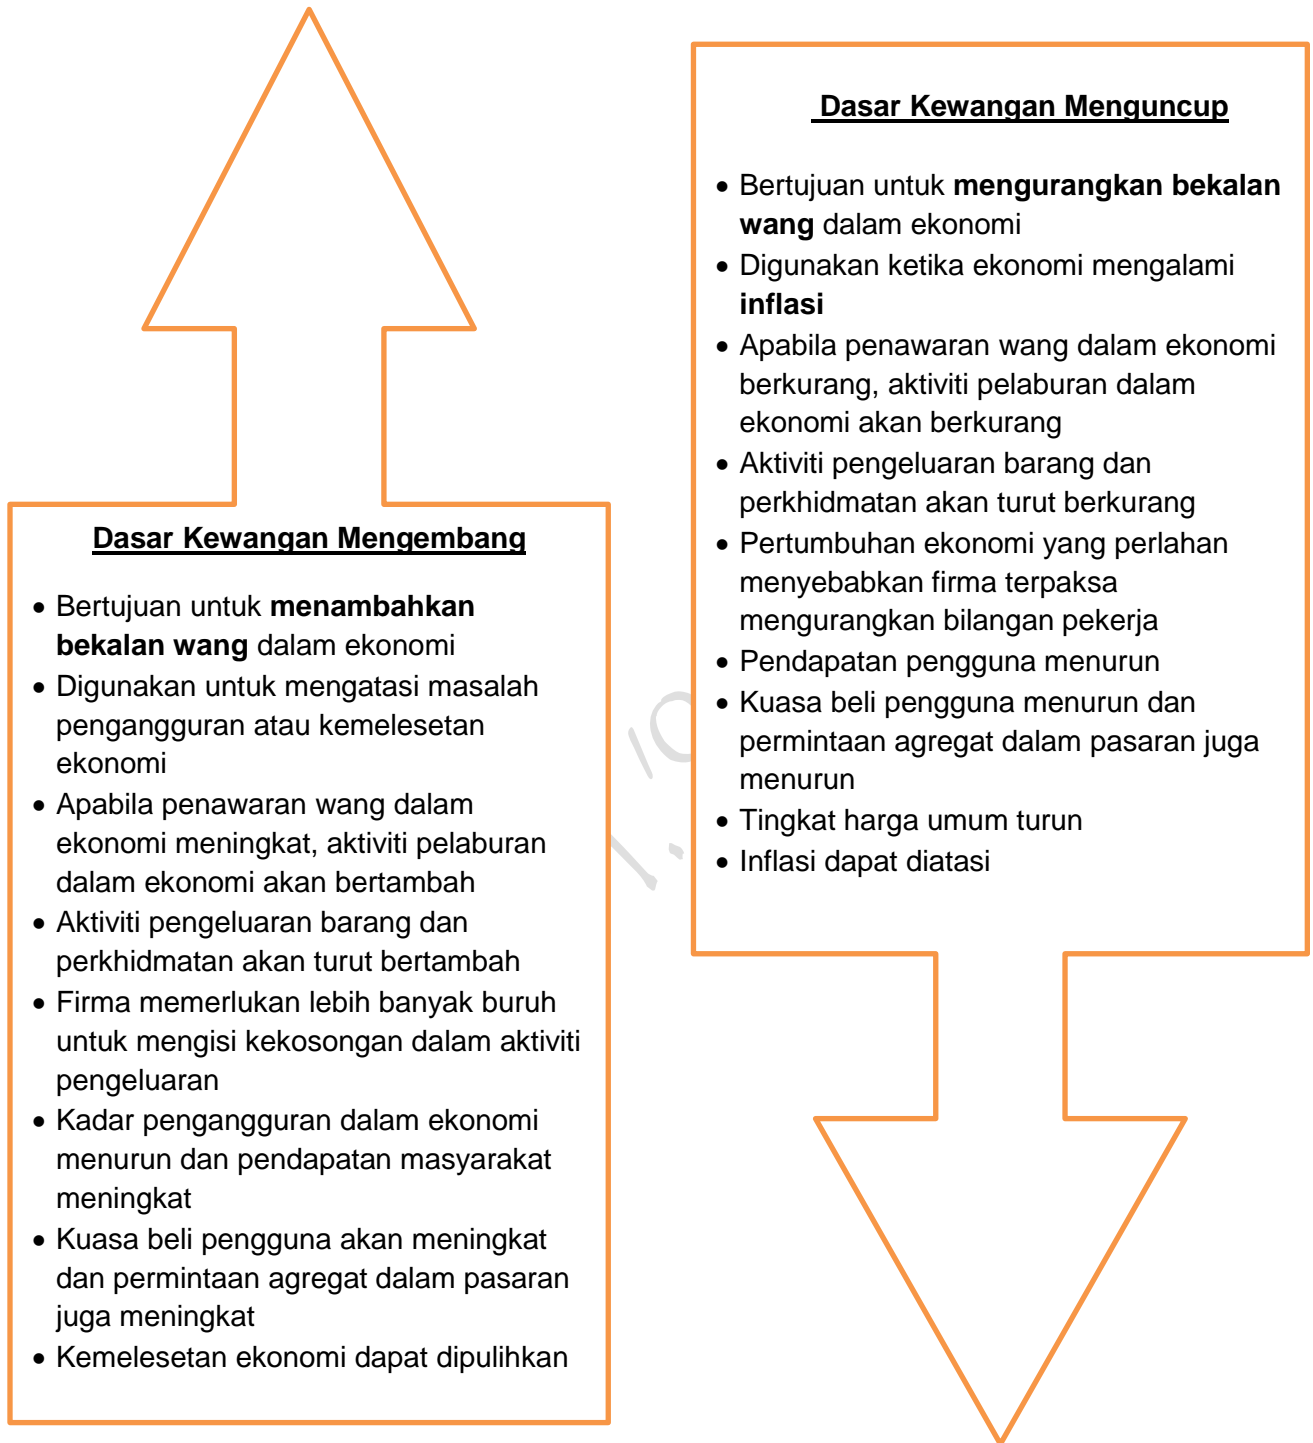 Dasar Kewangan Mengembang
• Bertujuan untuk menambahkan
bekalan wang dalam ekonomi
• Digunakan untuk mengatasi masalah
pengangguran atau kemelesetan
ekonomi
• Apabila penawaran wang dalam
ekonomi meningkat, aktiviti pelaburan
dalam ekonomi akan bertambah
• Aktiviti pengeluaran barang dan
perkhidmatan akan turut bertambah
• Firma memerlukan lebih banyak buruh
untuk mengisi kekosongan dalam aktiviti
pengeluaran
• Kadar pengangguran dalam ekonomi
menurun dan pendapatan masyarakat
meningkat
• Kuasa beli pengguna akan meningkat
dan permintaan agregat dalam pasaran
juga meningkat
• Kemelesetan ekonomi dapat dipulihkan
Dasar Kewangan Menguncup
• Bertujuan untuk mengurangkan bekalan
wang dalam ekonomi
• Digunakan ketika ekonomi mengalami
inflasi
• Apabila penawaran wang dalam ekonomi
berkurang, aktiviti pelaburan dalam
ekonomi akan berkurang
• Aktiviti pengeluaran barang dan
perkhidmatan akan turut berkurang
• Pertumbuhan ekonomi yang perlahan
menyebabkan firma terpaksa
mengurangkan bilangan pekerja
• Pendapatan pengguna menurun
• Kuasa beli pengguna menurun dan
permintaan agregat dalam pasaran juga
menurun
• Tingkat harga umum turun
• Inflasi dapat diatasi